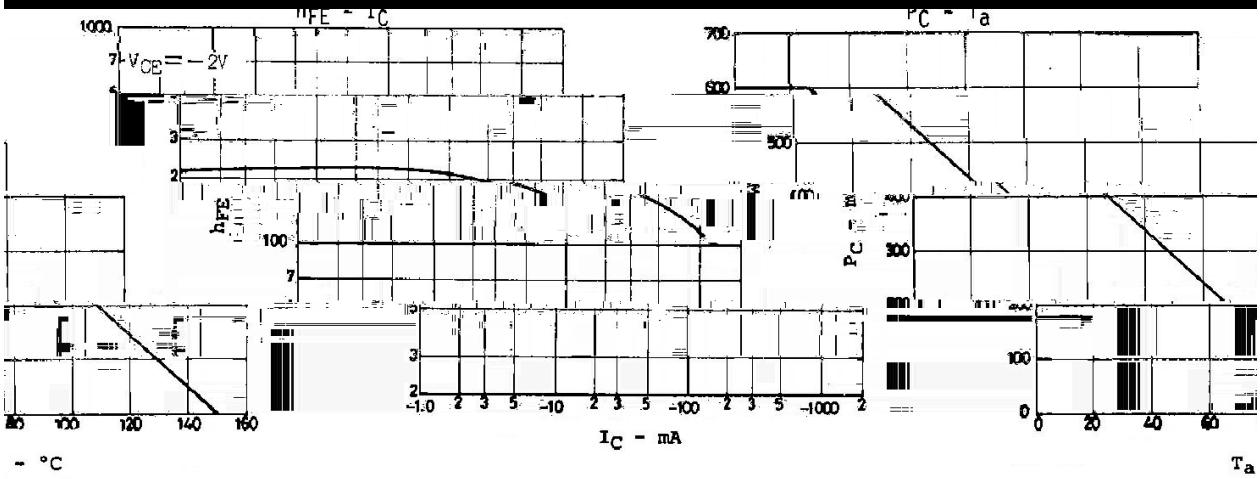 hFE - IC
PC - Ta
1000
7
VCE = -2V
3
2
hFE
100
7
3
2
-1.0 2 3 5 -10 2 3 5 -100 2 3 5 -1000 2
IC - mA
700
600
500
PC - m
300
100
0
0 20 40 60
Ta
80 100 120 140 160
- °C